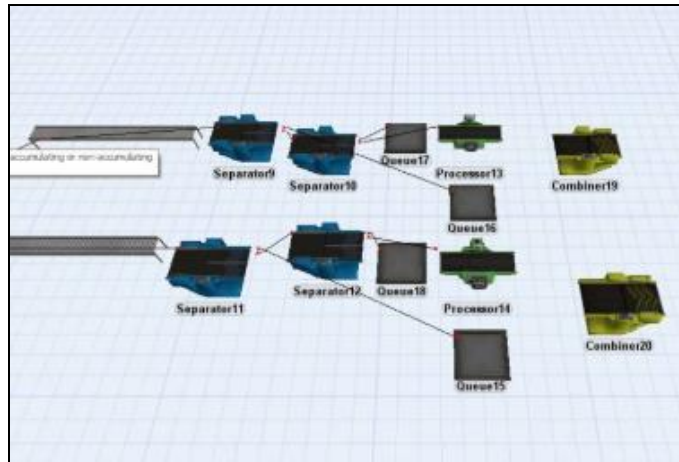 accumulating or non-accumulating
Separator9
Separator10
Queue17
Processor13
Combiner19
Queue16
Separator11
Separator12
Queue18
Processor14
Combiner20
Queue15